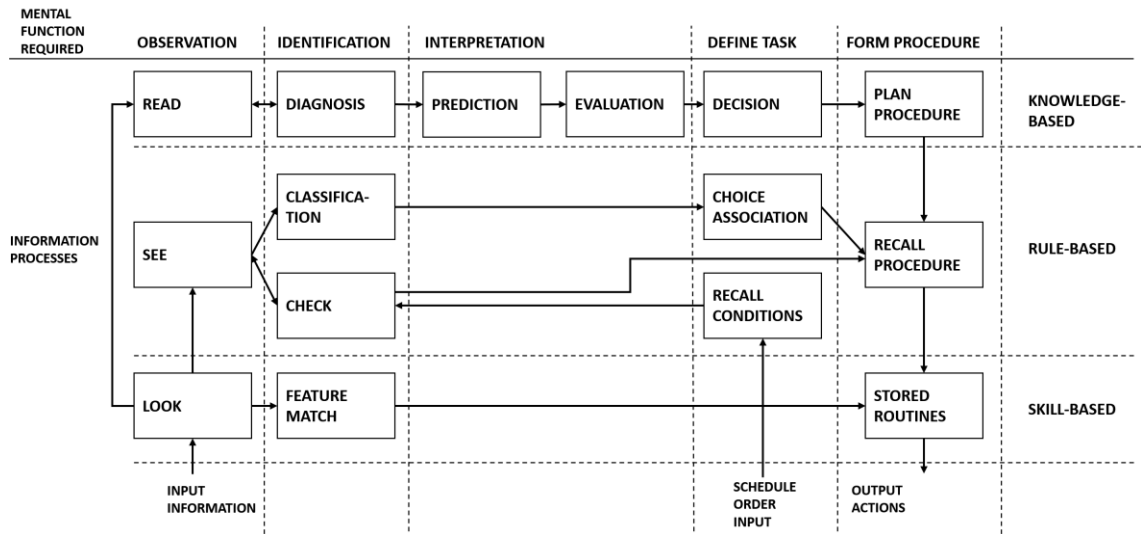 MENTAL
FUNCTION
REQUIRED
OBSERVATION
IDENTIFICATION
INTERPRETATION
DEFINE TASK
FORM PROCEDURE
READ
DIAGNOSIS
PREDICTION
EVALUATION
DECISION
PLAN
PROCEDURE
KNOWLEDGE-
BASED
INFORMATION
PROCESSES
SEE
CLASSIFICA-
TION
CHOICE
ASSOCIATION
CHECK
RECALL
CONDITIONS
RECALL
PROCEDURE
RULE-BASED
LOOK
FEATURE
MATCH
STORED
ROUTINES
SKILL-BASED
INPUT
INFORMATION
SCHEDULE
ORDER
INPUT
OUTPUT
ACTIONS